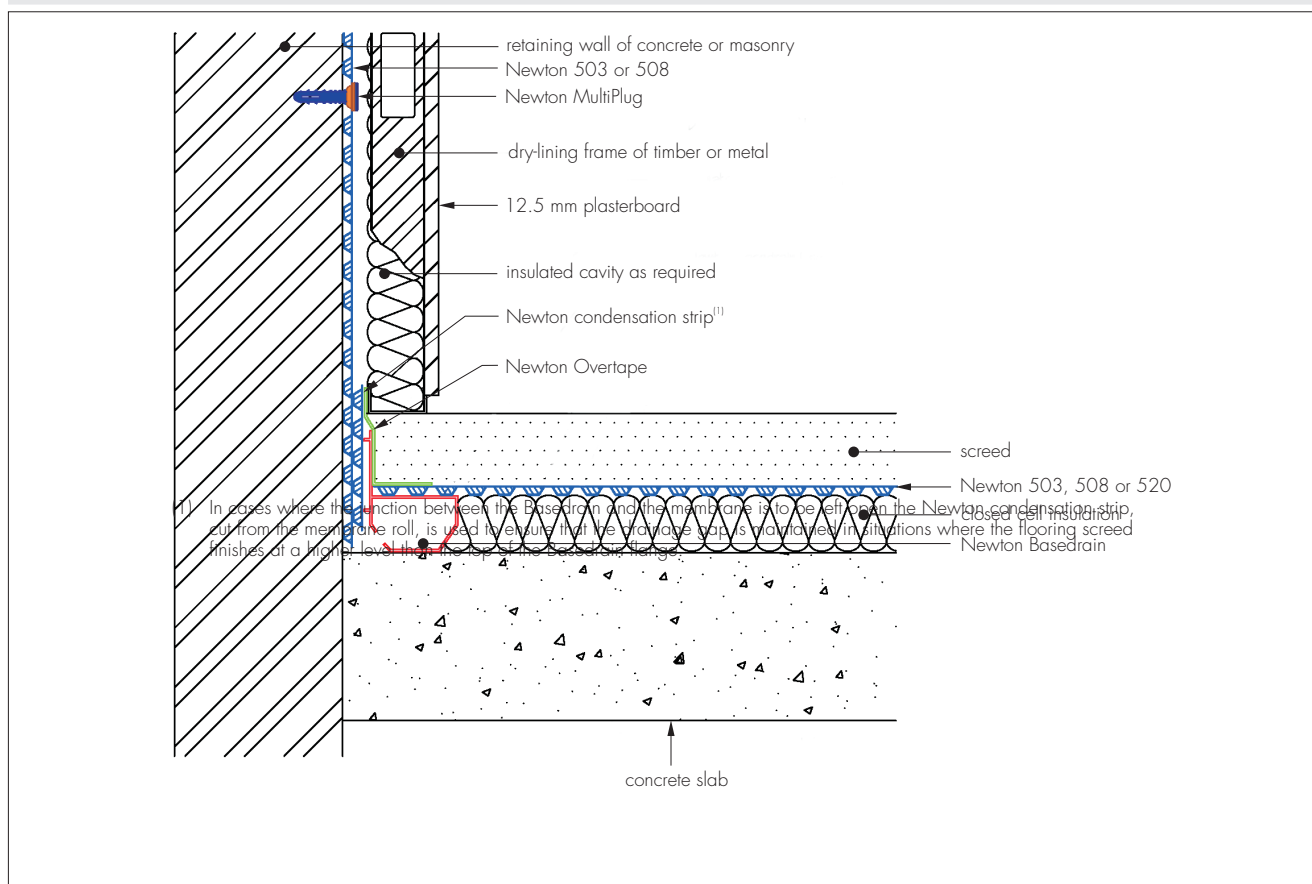 retaining wall of concrete or masonry
Newton 503 or 508
Newton MultiPlug
dry-lining frame of timber or metal
12.5 mm plasterboard
insulated cavity as required
Newton condensation strip(1)
Newton Overtape
screed
Newton 503, 508 or 520
closed cell insulation
Newton Basedrain
(1) In cases where the junction between the Basedrain and the membrane is to be left open the Newton condensation strip,
cut from the membrane roll, is used to ensure that the drainage gap is maintained in situations where the flooring screed
finishes at a higher level than the top of the Basedrain flange.
concrete slab